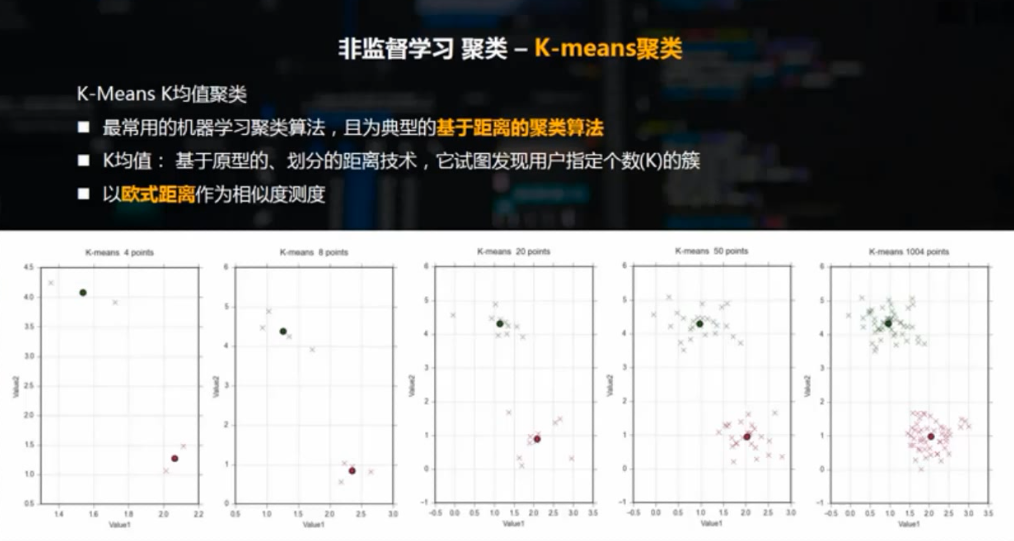 非监督学习 聚类 – K-means聚类
K-Means K均值聚类
■ 最常用的机器学习聚类算法，且为典型的基于距离的聚类算法
■ K均值： 基于原型的、划分的距离技术，它试图发现用户指定个数(K)的簇
■ 以欧式距离作为相似度测度
K-means 4 points
4.5
4.0
3.5
3.0
2.5
2.0
1.5
1.0
0.5
Value2
1.4 1.6 1.8 2.0 2.2
Value1
K-means 8 points
6
5
4
3
2
1
0
Value2
0.5 1.0 1.5 2.0 2.5 3.0
Value1
K-means 20 points
6
5
4
3
2
1
0
−1
Value2
−0.5 0.0 0.5 1.0 1.5 2.0 2.5 3.0 3.5
Value1
K-means 50 points
6
5
4
3
2
1
0
−1
Value2
−0.5 0.0 0.5 1.0 1.5 2.0 2.5 3.0
Value1
K-means 1004 points
6
5
4
3
2
1
0
−1
Value2
−0.5 0.0 0.5 1.0 1.5 2.0 2.5 3.0 3.5
Value1